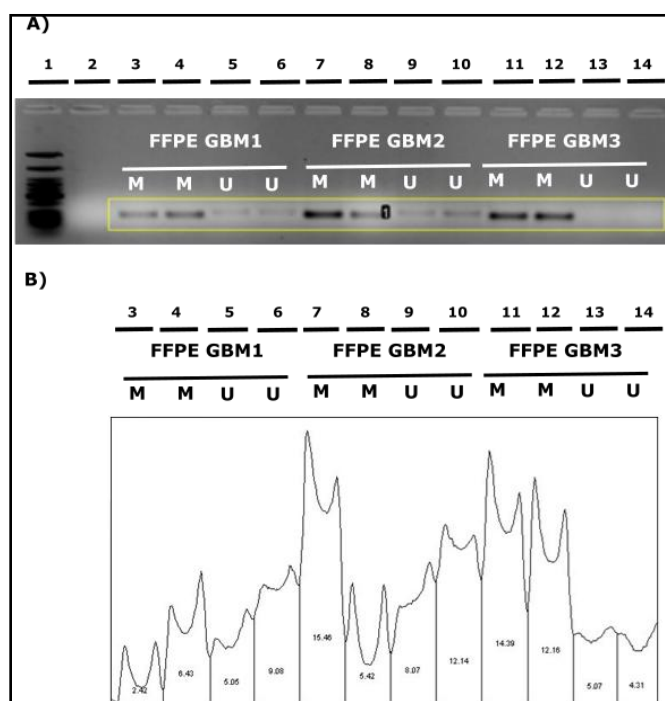 A)
1 2 3 4 5 6 7 8 9 10 11 12 13 14
FFPE GBM1 FFPE GBM2 FFPE GBM3
M M U U M M U U M M U U
1
B)
3 4 5 6 7 8 9 10 11 12 13 14
FFPE GBM1 FFPE GBM2 FFPE GBM3
M M U U M M U U M M U U
2.42 6.43 5.05 9.08 15.46 5.42 8.07 12.14 14.39 12.16 5.07 4.31